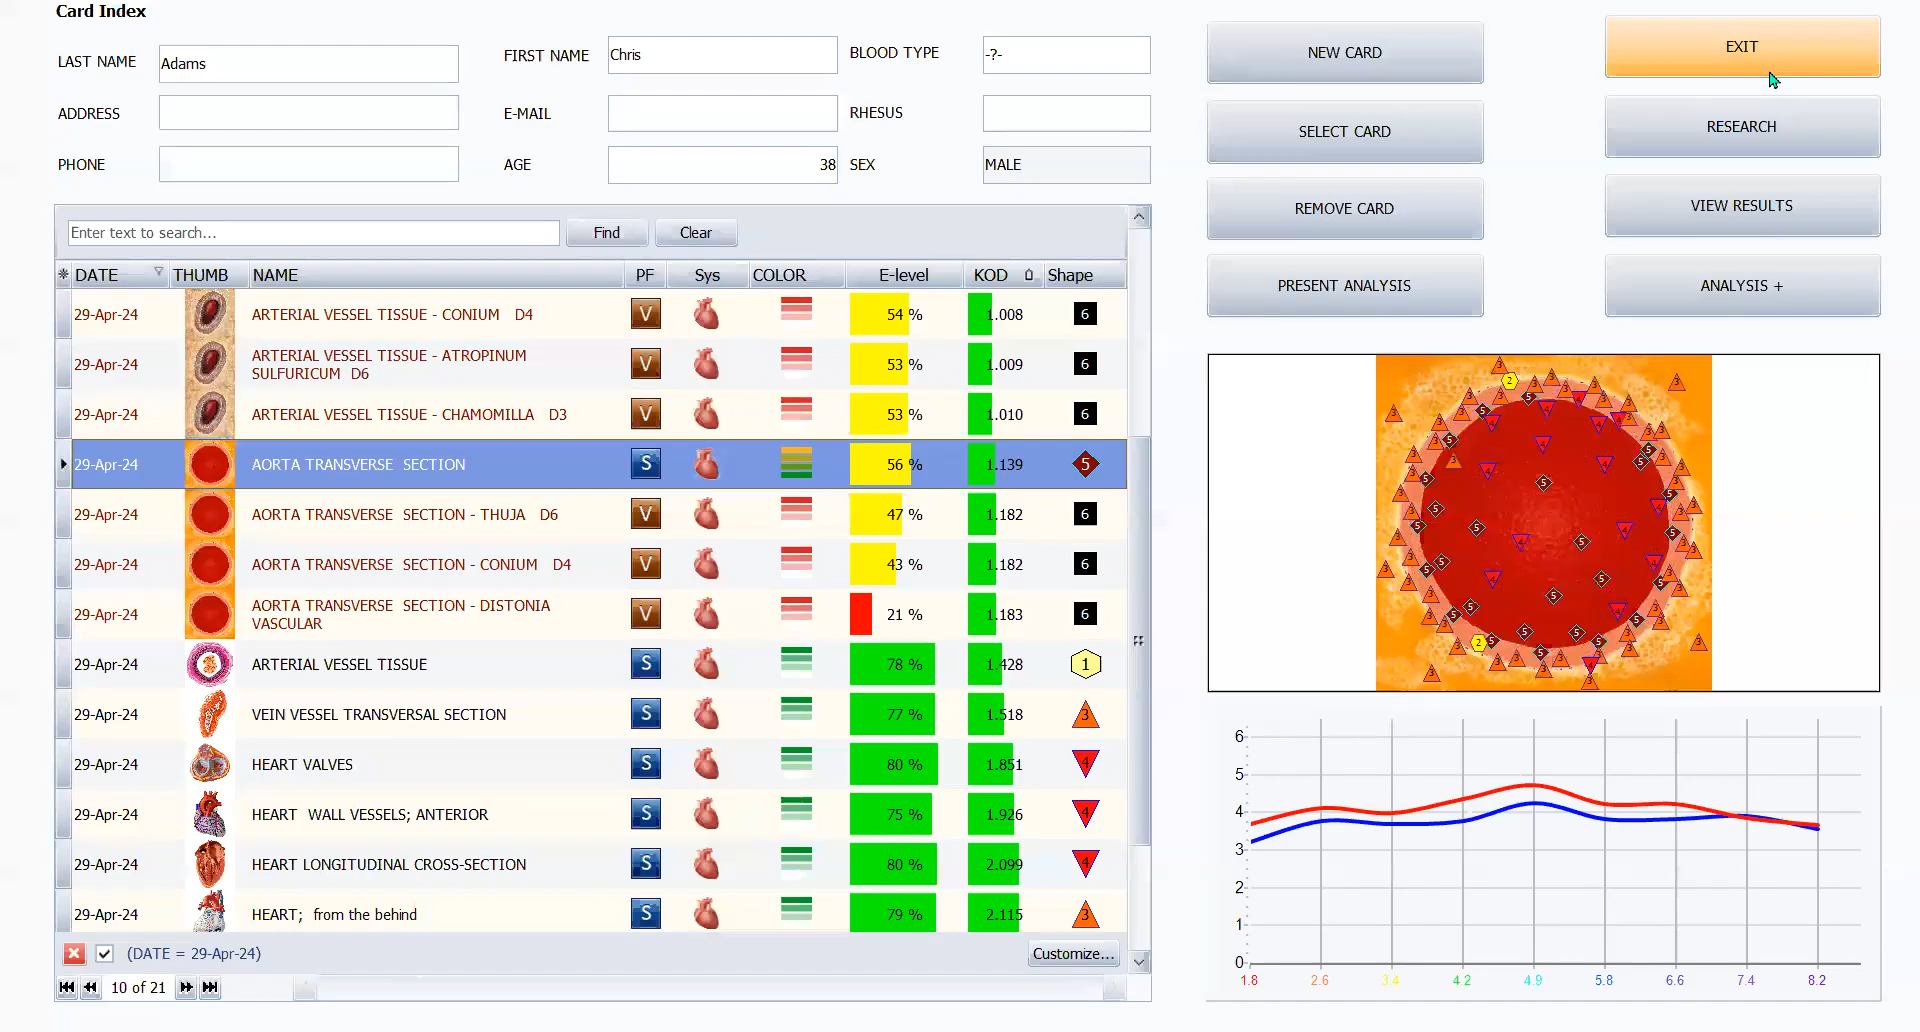 Card Index
LAST NAME Adams FIRST NAME Chris BLOOD TYPE -?-
ADDRESS E-MAIL RHESUS
PHONE AGE 38 SEX MALE
NEW CARD
EXIT
SELECT CARD
RESEARCH
REMOVE CARD
VIEW RESULTS
PRESENT ANALYSIS
ANALYSIS +
Enter text to search... Find Clear
DATE THUMB NAME PF Sys COLOR E-level KOD Shape
29-Apr-24 ARTERIAL VESSEL TISSUE - CONIUM D4 V 54 % 1.008 6
29-Apr-24 ARTERIAL VESSEL TISSUE - ATROPINUM
SULFURICUM D6 V 53 % 1.009 6
29-Apr-24 ARTERIAL VESSEL TISSUE - CHAMOMILLA D3 V 53 % 1.010 6
29-Apr-24 AORTA TRANSVERSE SECTION S 56 % 1.139 5
29-Apr-24 AORTA TRANSVERSE SECTION - THUJA D6 V 47 % 1.182 6
29-Apr-24 AORTA TRANSVERSE SECTION - CONIUM D4 V 43 % 1.182 6
29-Apr-24 AORTA TRANSVERSE SECTION - DISTONIA
VASCULAR V 21 % 1.183 6
29-Apr-24 ARTERIAL VESSEL TISSUE S 78 % 1.428 1
29-Apr-24 VEIN VESSEL TRANSVERSAL SECTION S 77 % 1.518 3
29-Apr-24 HEART VALVES S 80 % 1.851 4
29-Apr-24 HEART WALL VESSELS; ANTERIOR S 75 % 1.926 4
29-Apr-24 HEART LONGITUDINAL CROSS-SECTION S 80 % 2.099 4
29-Apr-24 HEART; from the behind S 79 % 2.115 3
(DATE = 29-Apr-24) Customize...
10 of 21
6
5
4
3
2
1
0
1.8 2.6 3.4 4.2 4.9 5.8 6.6 7.4 8.2